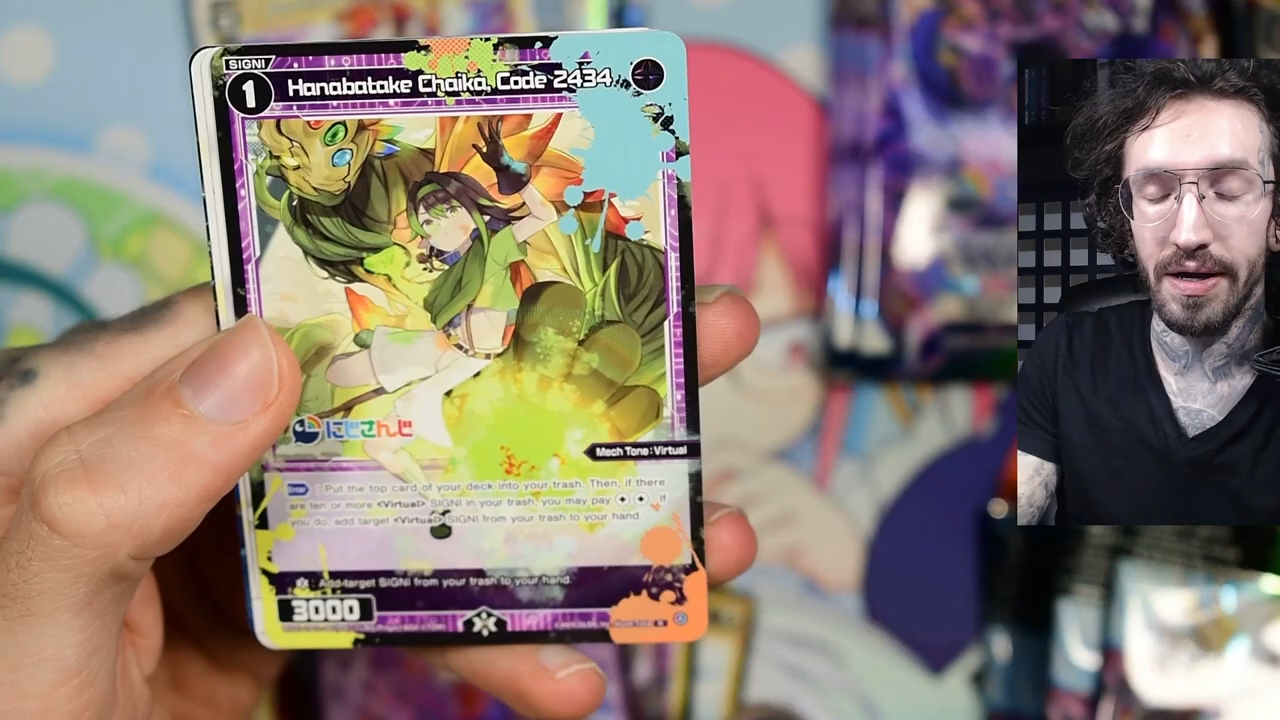 SIGNI
1
Hanabatake Chaika, Code 2434
にじさんじ
Mech Tone: Virtual
Enter : Put the top card of your deck into your trash. Then, if there
are ten or more <Virtual> SIGNI in your trash, you may pay . If
you do, add target <Virtual> SIGNI from your trash to your hand.
: Add target SIGNI from your trash to your hand.
3000